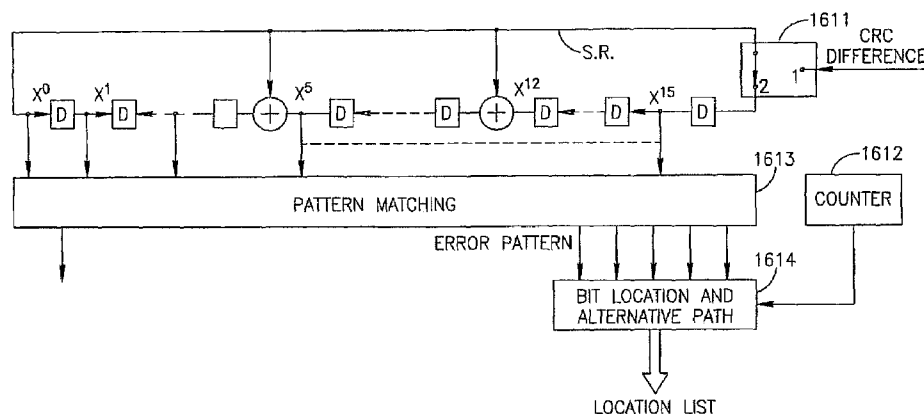 1611
CRC
DIFFERENCE
S.R.
1
2
X⁰ D X¹ D X⁵ D D X¹² D D X¹⁵ D
1613
1612
PATTERN MATCHING
COUNTER
ERROR PATTERN
1614
BIT LOCATION AND
ALTERNATIVE PATH
LOCATION LIST